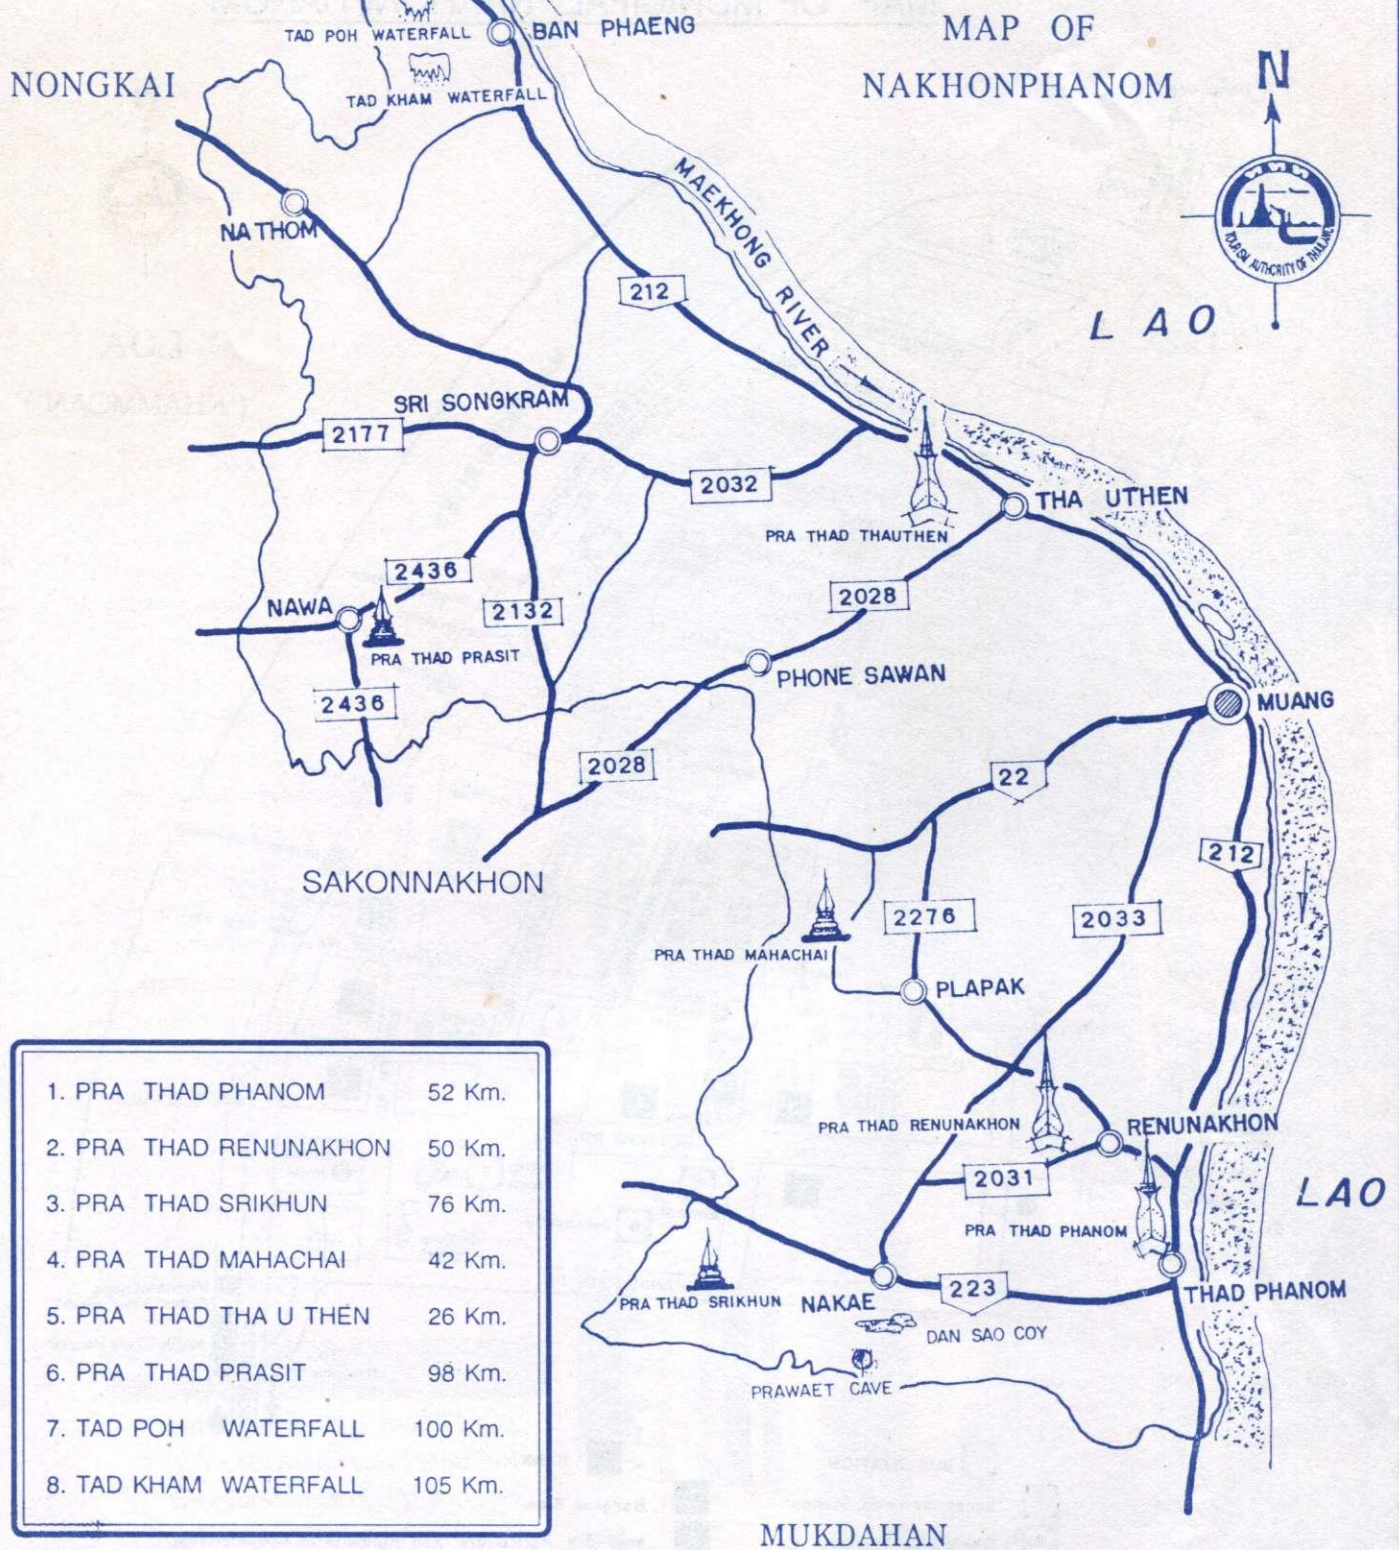 MAP OF
NAKHONPHANOM
TAD POH WATERFALL
BAN PHAENG
NONGKAI
TAD KHAM WATERFALL
N
TOURISM AUTHORITY OF THAILAND
MAEKHONG RIVER
NATHOM
212
LAO
SRI SONGKRAM
2177
2032
THA UTHEN
PRA THAD THAUTHEN
2436
2028
NAWA
2132
PRA THAD PRASIT
PHONE SAWAN
2436
MUANG
2028
22
212
SAKONNAKHON
2276
2033
PRA THAD MAHACHAI
PLAPAK
PRA THAD RENUNAKHON
RENUNAKHON
2031
LAO
PRA THAD PHANOM
PRA THAD SRIKHUN
NAKAE
223
THAD PHANOM
DAN SAO COY
PRAWAET CAVE
1. PRA THAD PHANOM 52 Km.
2. PRA THAD RENUNAKHON 50 Km.
3. PRA THAD SRIKHUN 76 Km.
4. PRA THAD MAHACHAI 42 Km.
5. PRA THAD THA U THEN 26 Km.
6. PRA THAD PRASIT 98 Km.
7. TAD POH WATERFALL 100 Km.
8. TAD KHAM WATERFALL 105 Km.
MUKDAHAN